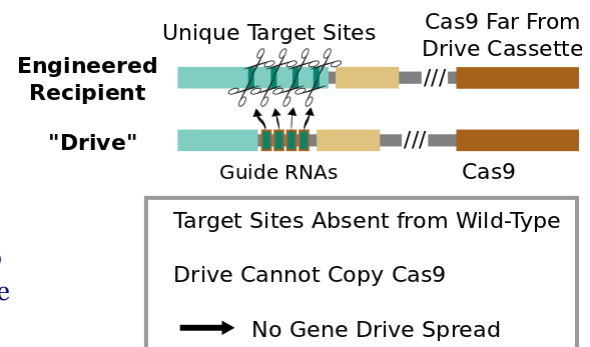 Unique Target Sites
Cas9 Far From
Drive Cassette
Engineered
Recipient
///
"Drive"
///
Guide RNAs
Cas9
Target Sites Absent from Wild-Type
Drive Cannot Copy Cas9
No Gene Drive Spread